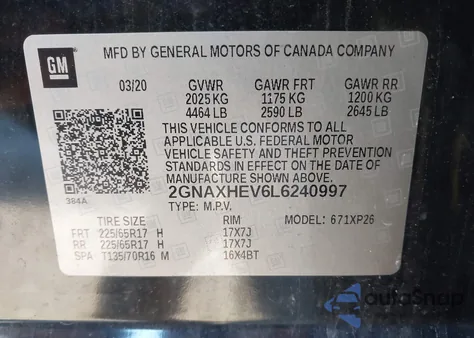 GM
MFD BY GENERAL MOTORS OF CANADA COMPANY
03/20 GVWR GAWR FRT GAWR RR
2025 KG 1175 KG 1200 KG
4464 LB 2590 LB 2645 LB
THIS VEHICLE CONFORMS TO ALL
APPLICABLE U.S. FEDERAL MOTOR
VEHICLE SAFETY AND THEFT PREVENTION
STANDARDS IN EFFECT ON THE DATE OF
MANUFACTURE SHOWN ABOVE.
384A
2GNAXHEV6L6240997
TYPE: M.P.V. MODEL: 671XP26
TIRE SIZE RIM
FRT 225/65R17 H 17X7J
RR 225/65R17 H 17X7J
SPA T135/70R16 M 16X4BT
AutoSnap